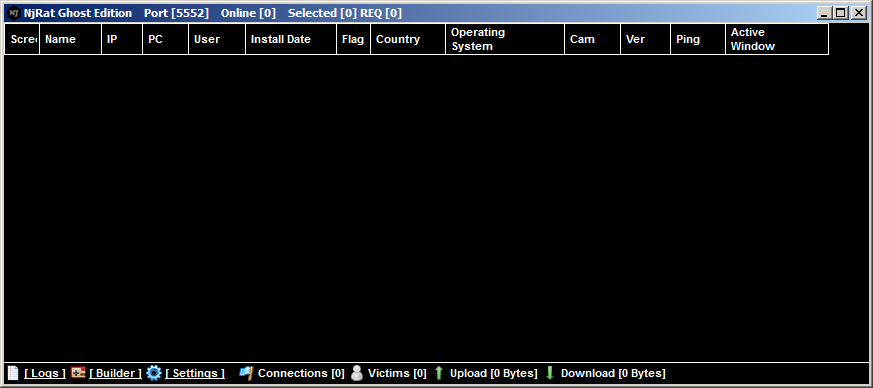 NJ NjRat Ghost Edition Port [5552] Online [0] Selected [0] REQ [0]
Scree Name IP PC User Install Date Flag Country Operating System Cam Ver Ping Active Window
[ Logs ] [ Builder ] [ Settings ] Connections [0] Victims [0] Upload [0 Bytes] Download [0 Bytes]